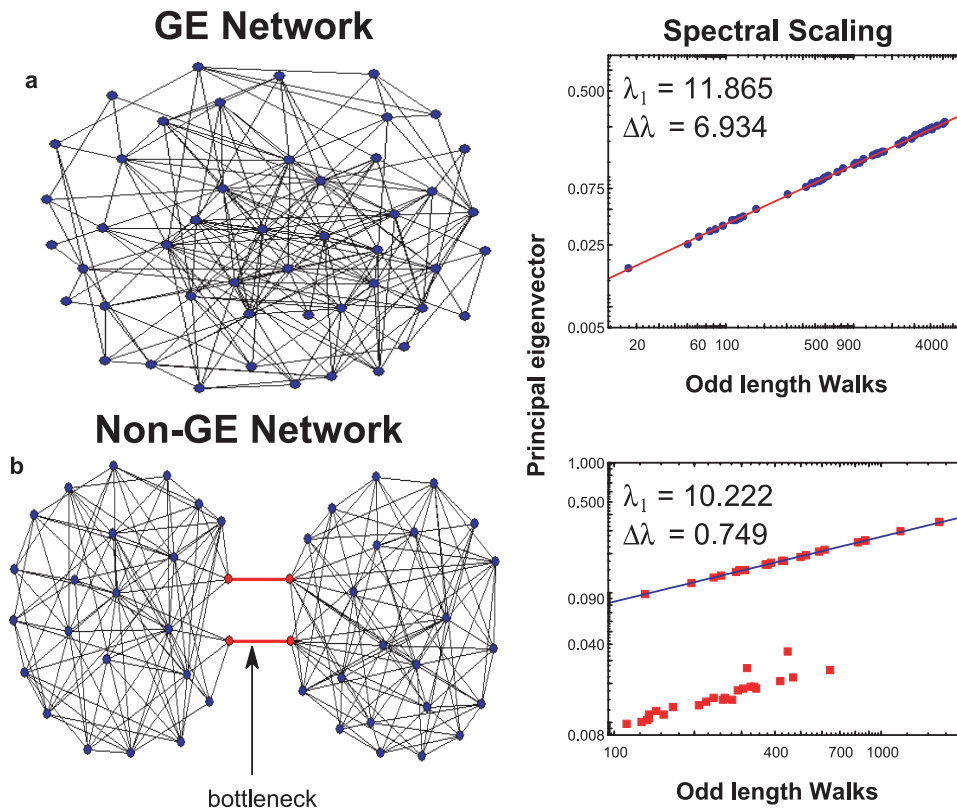 GE Network
Spectral Scaling
a
λ₁ = 11.865
Δλ = 6.934
0.500
0.075
0.025
0.005
20 60 100 500 900 4000
Odd length Walks
Principal eigenvector
Non-GE Network
b
λ₁ = 10.222
Δλ = 0.749
1.000
0.500
0.090
0.040
0.008
100 400 700 1000
Odd length Walks
bottleneck